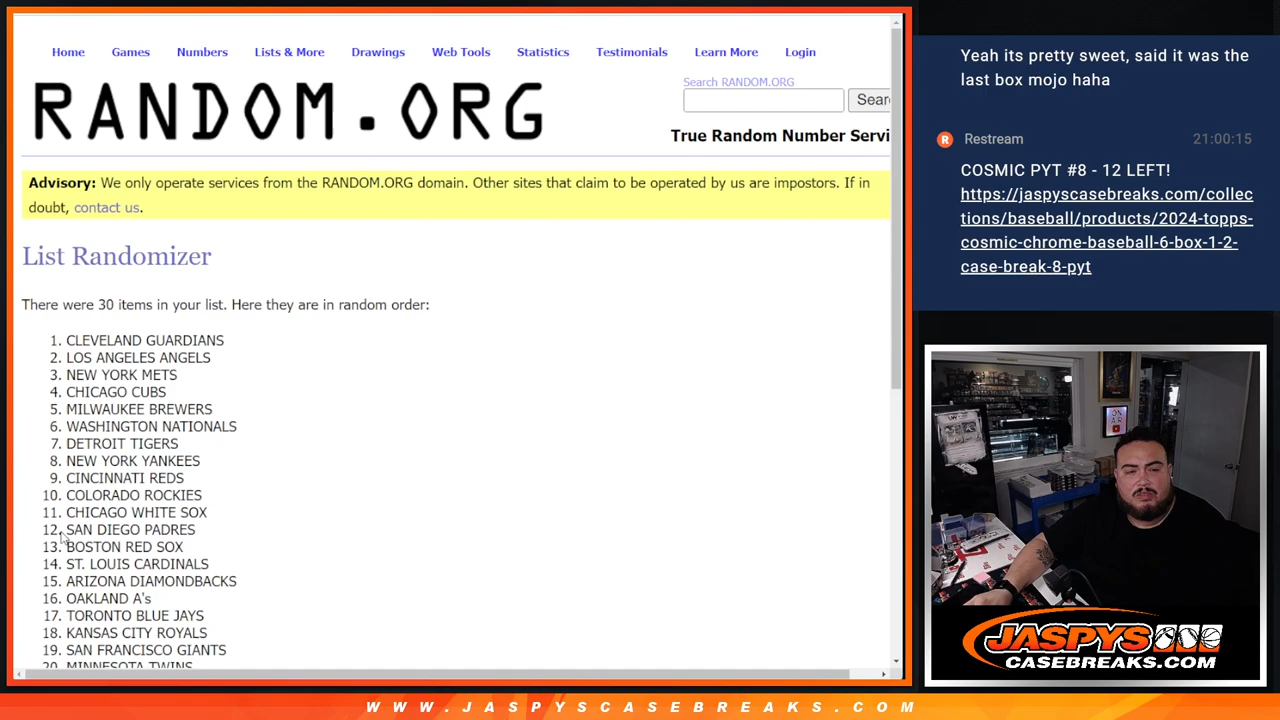 Home Games Numbers Lists & More Drawings Web Tools Statistics Testimonials Learn More Login
RANDOM.ORG
Search RANDOM.ORG
Sear
True Random Number Servi
Advisory: We only operate services from the RANDOM.ORG domain. Other sites that claim to be operated by us are impostors. If in
doubt, contact us.
List Randomizer
There were 30 items in your list. Here they are in random order:
1. CLEVELAND GUARDIANS
2. LOS ANGELES ANGELS
3. NEW YORK METS
4. CHICAGO CUBS
5. MILWAUKEE BREWERS
6. WASHINGTON NATIONALS
7. DETROIT TIGERS
8. NEW YORK YANKEES
9. CINCINNATI REDS
10. COLORADO ROCKIES
11. CHICAGO WHITE SOX
12. SAN DIEGO PADRES
13. BOSTON RED SOX
14. ST. LOUIS CARDINALS
15. ARIZONA DIAMONDBACKS
16. OAKLAND A's
17. TORONTO BLUE JAYS
18. KANSAS CITY ROYALS
19. SAN FRANCISCO GIANTS
20. MINNESOTA TWINS
Yeah its pretty sweet, said it was the
last box mojo haha
Restream 21:00:15
COSMIC PYT #8 - 12 LEFT!
https://jaspyscasebreaks.com/collec
tions/baseball/products/2024-topps-
cosmic-chrome-baseball-6-box-1-2-
case-break-8-pyt
ON
AIR
JASPYS
CASEBREAKS.COM
WWW.JASPYSCASEBREAKS.COM